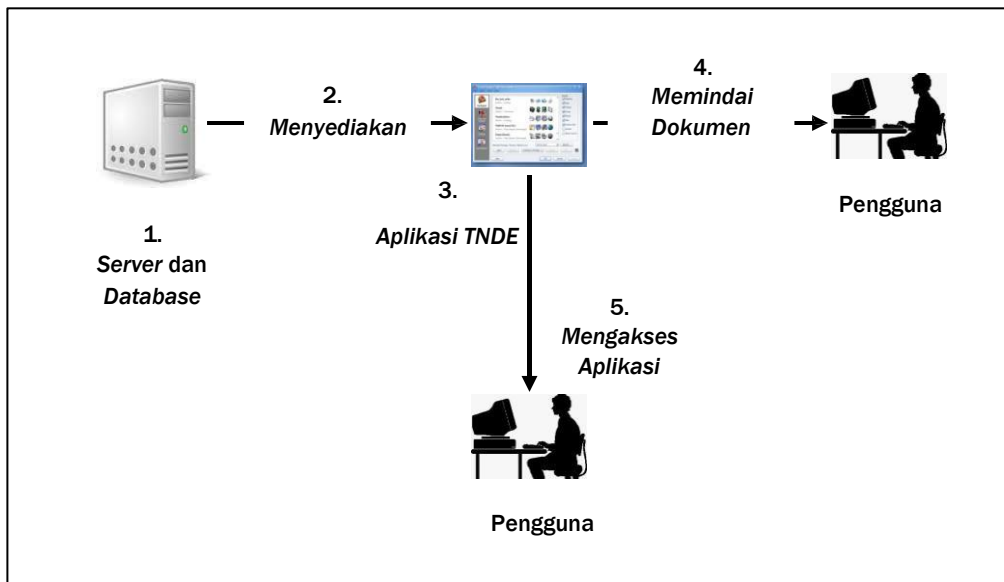 1.
Server dan
Database
2.
Menyediakan
3.
Aplikasi TNDE
4.
Memindai
Dokumen
Pengguna
5.
Mengakses
Aplikasi
Pengguna